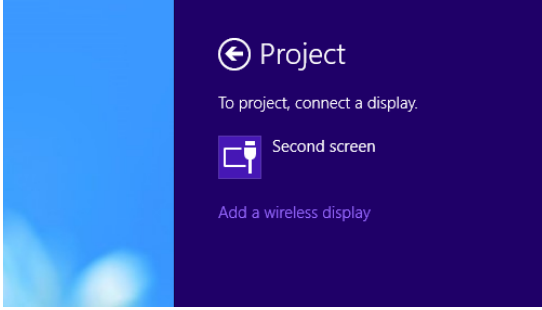 Project
To project, connect a display.
Second screen
Add a wireless display